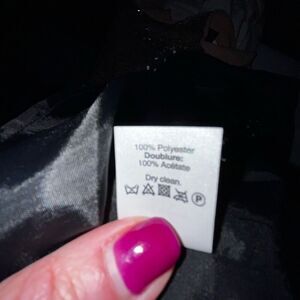 100% Polyester
Doublure:
100% Acétate
Dry clean.
P